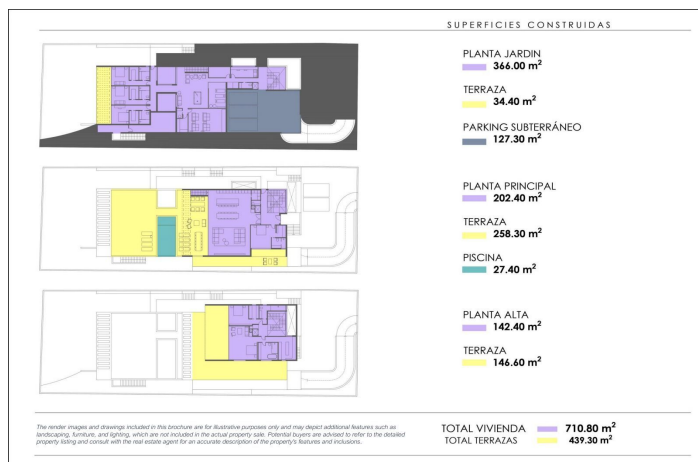 SUPERFICIES CONSTRUIDAS
PLANTA JARDIN
366.00 m²
TERRAZA
34.40 m²
PARKING SUBTERRÁNEO
127.30 m²
PLANTA PRINCIPAL
202.40 m²
TERRAZA
258.30 m²
PISCINA
27.40 m²
PLANTA ALTA
142.40 m²
TERRAZA
146.60 m²
The render images and drawings included in this brochure are for illustrative purposes only and may depict additional features such as
landscaping, furniture, and lighting, which are not included in the actual property sale. Potential buyers are advised to refer to the detailed
property listing and consult with the real estate agent for an accurate description of the property's features and inclusions.
TOTAL VIVIENDA 710.80 m²
TOTAL TERRAZAS 439.30 m²